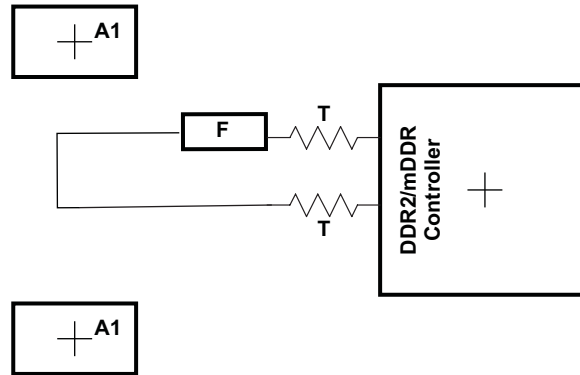 A1
F
T
T
DDR2/mDDR
Controller
A1